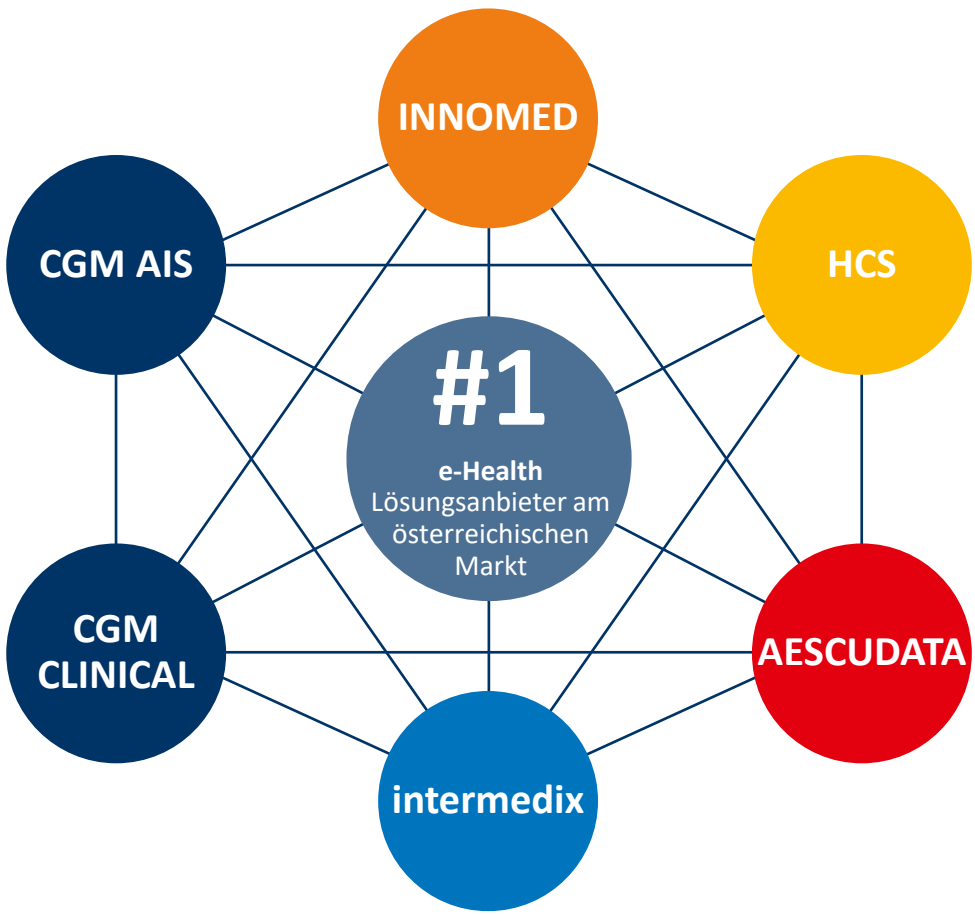 INNOMED
CGM AIS
HCS
#1
e-Health
Lösungsanbieter am
österreichischen
Markt
CGM
CLINICAL
AESCUDATA
intermedix